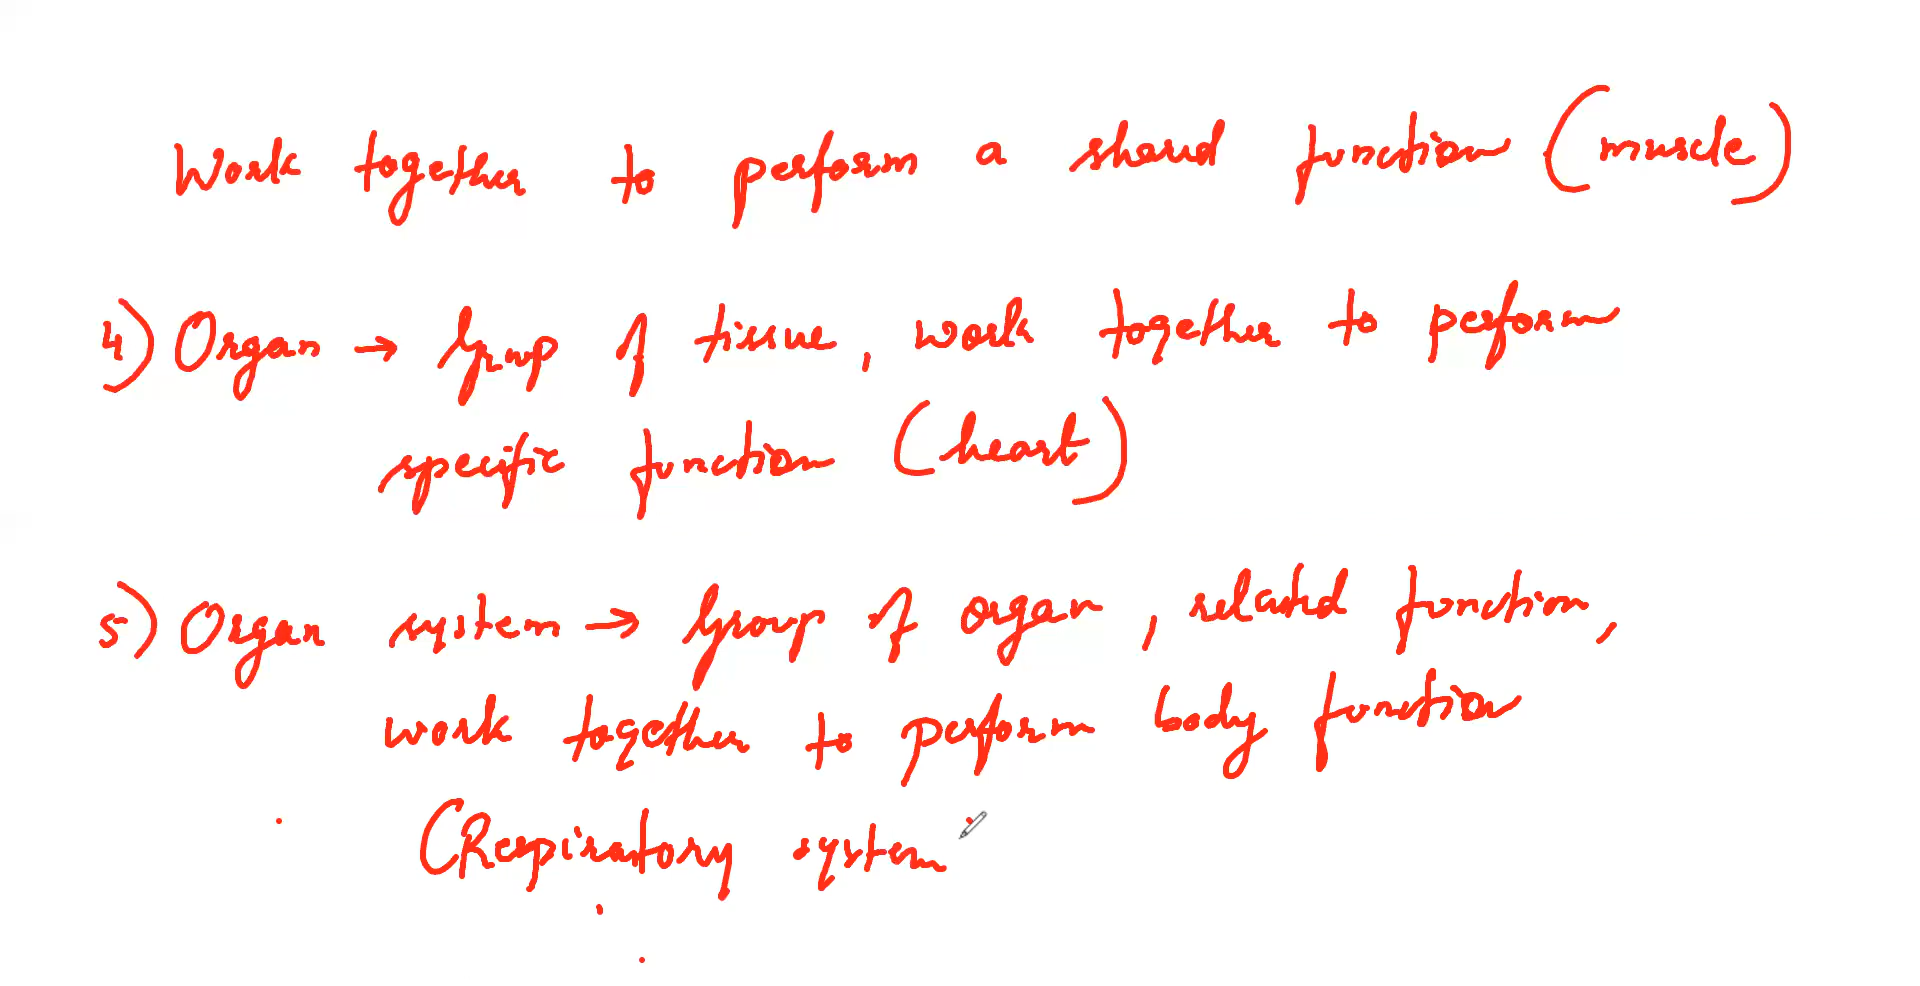 Work together to perform a shared function (muscle)
4) Organ → Group of tissue, work together to perform
specific function (heart)
5) Organ system → Group of organ, related function,
work together to perform body function
(Respiratory system